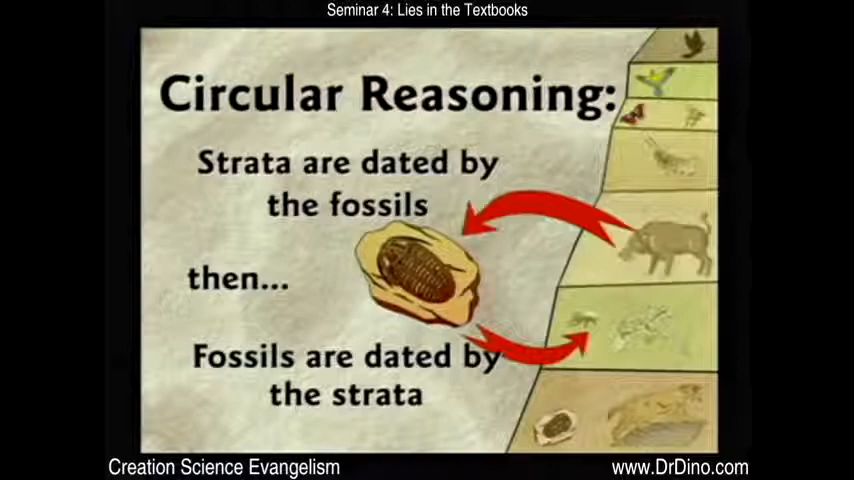 Seminar 4: Lies in the Textbooks
Circular Reasoning:
Strata are dated by
the fossils
then...
Fossils are dated by
the strata
Creation Science Evangelism
www.DrDino.com